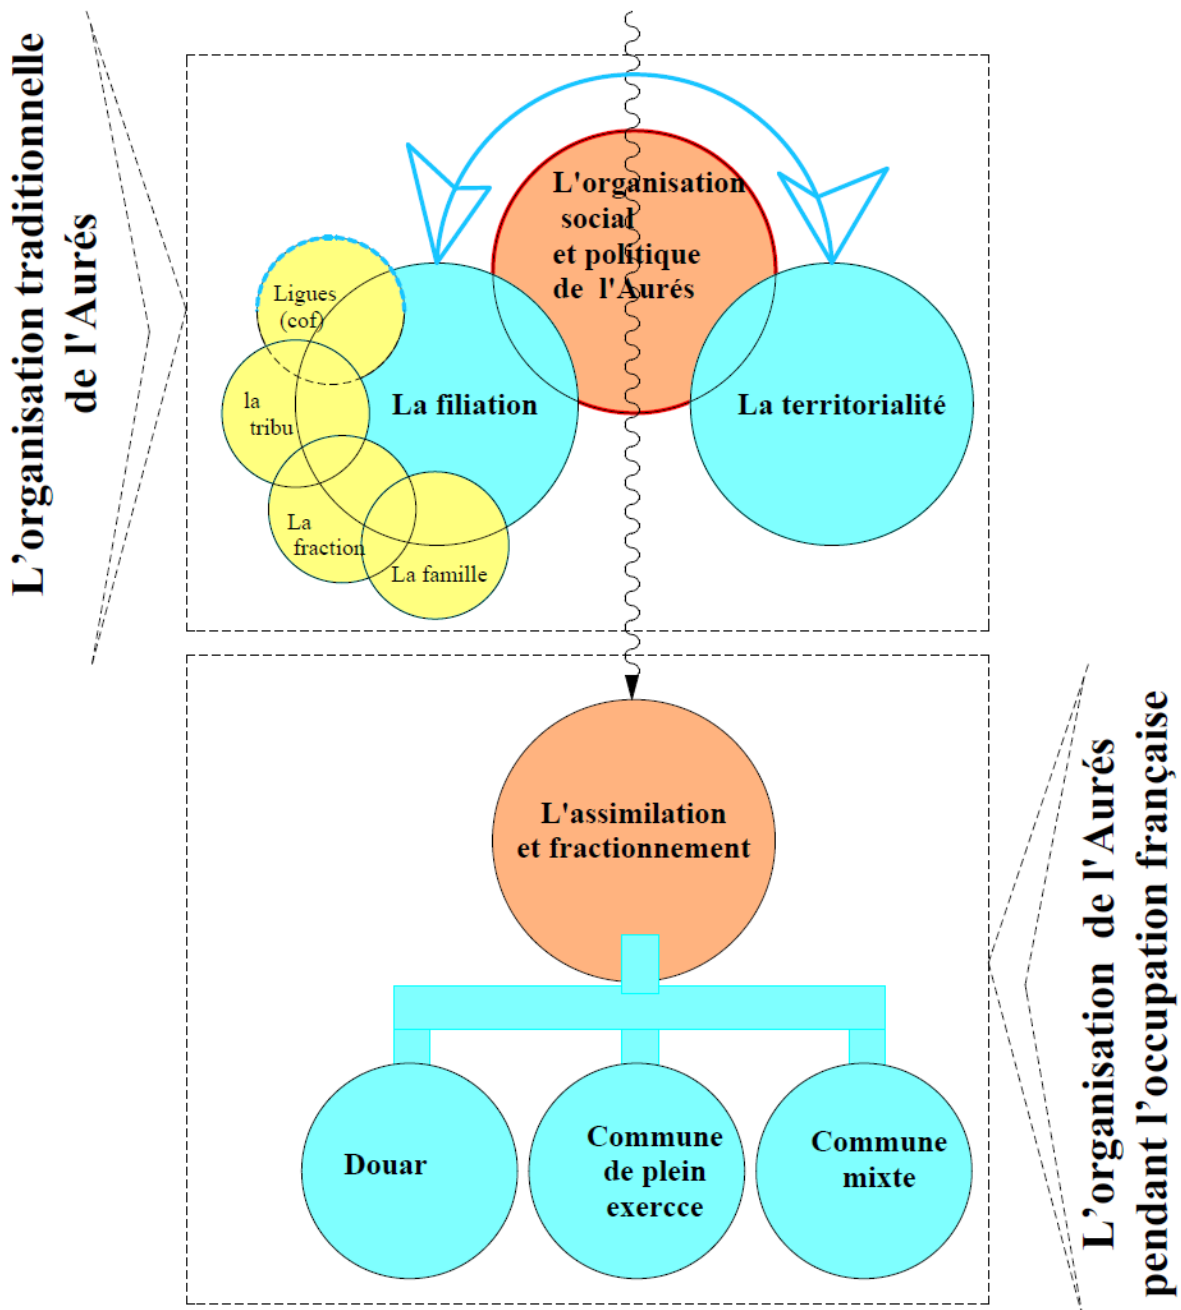 L’organisation traditionnelle
de l'Aurés
L'organisation
social
et politique
de l'Aurés
Ligues
(cof)
la
tribu
La
fraction
La famille
La filiation
La territorialité
L'assimilation
et fractionnement
Douar
Commune
de plein
exercce
Commune
mixte
L’organisation de l'Aurés
pendant l’occupation française